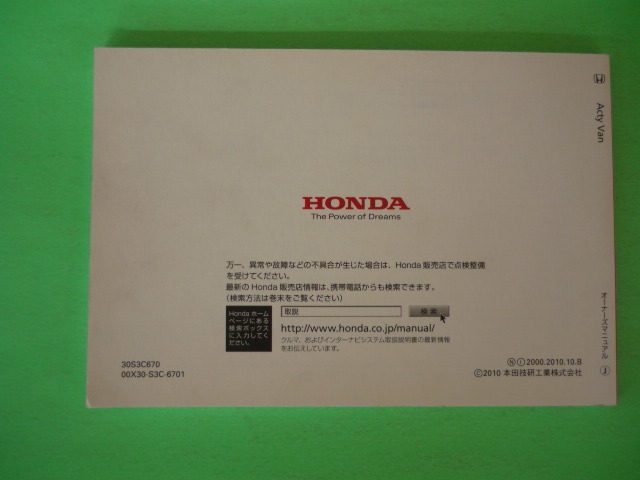 HONDA
The Power of Dreams
万一、異常や故障などの不具合が生じた場合は、Honda 販売店で点検整備
を受けてください。
最新の Honda 販売店情報は、携帯電話からも検索できます。
(検索方法は巻末をご覧ください)
Honda ホーム
ページにある
検索ボックス
に入力してく
ださい。
取説
検 索
http://www.honda.co.jp/manual/
クルマ、およびインターナビシステム取扱説明書の最新情報
をお伝えしています。
30S3C670
00X30-S3C-6701
Ⓝ Ⓘ 2000.2010.10.B
Ⓒ2010 本田技研工業株式会社
Acty Van
オーナーズマニュアル Ⓙ